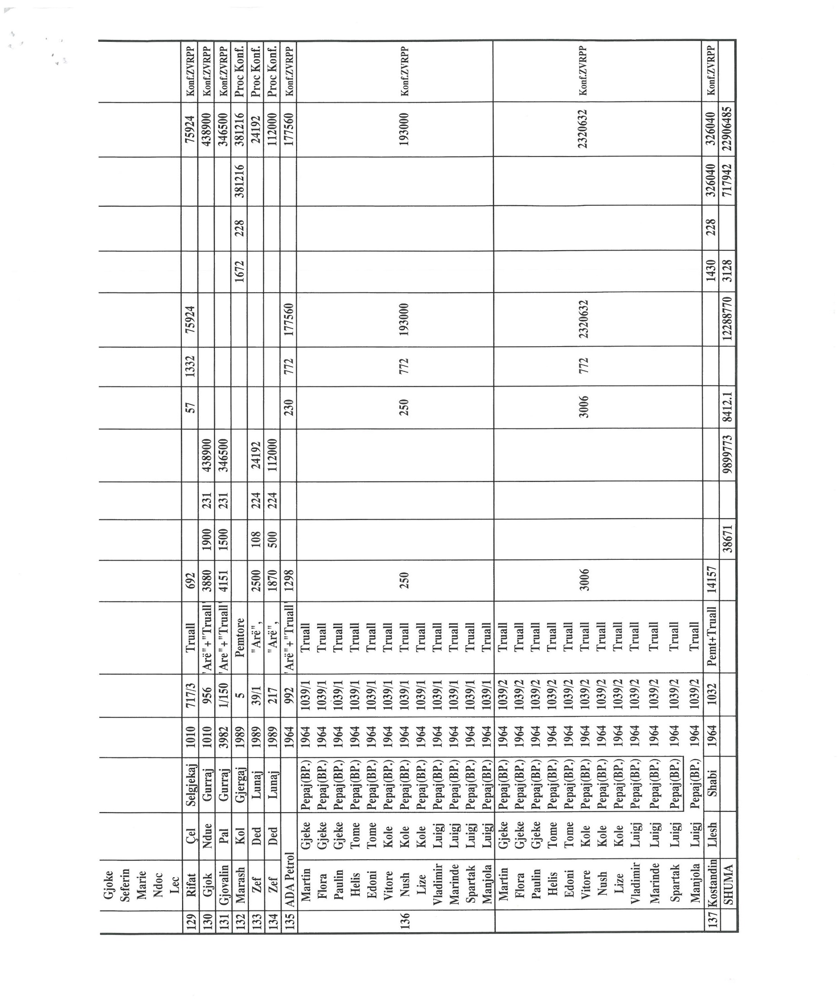 Gjoke
Seferin
Marie
Ndoc
Lec
129 Rifat Çel Selgjekaj 1010 717/3 Truall 692 57 1332 75924 75924 Konf.ZVRPP
130 Gjok Ndue Gurraj 1010 956 'Arë"+"Truall' 3880 1900 231 438900 438900 Konf.ZVRPP
131 Gjovalin Pal Gurraj 3982 11/150 'Are"+"Truall' 4151 1500 231 346500 346500 Konf.ZVRPP
132 Marash Kol Gjergaj 1989 5 Pemtore 1672 228 381216 381216 Proc Konf.
133 Zef Ded Lunaj 1989 39/1 "Arë", 2500 108 224 24192 24192 Proc Konf.
134 Zef Ded Lunaj 1989 217 "Arë", 1870 500 224 112000 112000 Proc Konf.
135 ADA Petrol 1964 992 'Arë"+"Truall' 1298 230 772 177560 177560 Konf.ZVRPP
Martin Gjeke Pepaj(BP.) 1964 1039/1 Truall
Flora Gjeke Pepaj(BP.) 1964 1039/1 Truall
Paulin Gjeke Pepaj(BP.) 1964 1039/1 Truall
Helis Tome Pepaj(BP.) 1964 1039/1 Truall
Edoni Tome Pepaj(BP.) 1964 1039/1 Truall
Vitore Kole Pepaj(BP.) 1964 1039/1 Truall
136 Nush Kole Pepaj(BP.) 1964 1039/1 Truall 250 250 772 193000 193000 Konf.ZVRPP
Lize Kole Pepaj(BP.) 1964 1039/1 Truall
Vladimir Luigj Pepaj(BP.) 1964 1039/1 Truall
Marinde Luigj Pepaj(BP.) 1964 1039/1 Truall
Spartak Luigj Pepaj(BP.) 1964 1039/1 Truall
Manjola Luigj Pepaj(BP.) 1964 1039/1 Truall
Martin Gjeke Pepaj(BP.) 1964 1039/2 Truall
Flora Gjeke Pepaj(BP.) 1964 1039/2 Truall
Paulin Gjeke Pepaj(BP.) 1964 1039/2 Truall
Helis Tome Pepaj(BP.) 1964 1039/2 Truall
Edoni Tome Pepaj(BP.) 1964 1039/2 Truall
Vitore Kole Pepaj(BP.) 1964 1039/2 Truall 3006 3006 772 2320632 2320632 Konf.ZVRPP
Nush Kole Pepaj(BP.) 1964 1039/2 Truall
Lize Kole Pepaj(BP.) 1964 1039/2 Truall
Vladimir Luigj Pepaj(BP.) 1964 1039/2 Truall
Marinde Luigj Pepaj(BP.) 1964 1039/2 Truall
Spartak Luigj Pepaj(BP.) 1964 1039/2 Truall
Manjola Luigj Pepaj(BP.) 1964 1039/2 Truall
137 Kostandin Llesh Shabi 1964 1032 Pemt+Truall 14157 1430 228 326040 326040 Konf.ZVRPP
SHUMA 38671 9899773 8412.1 12288770 3128 717942 22906485